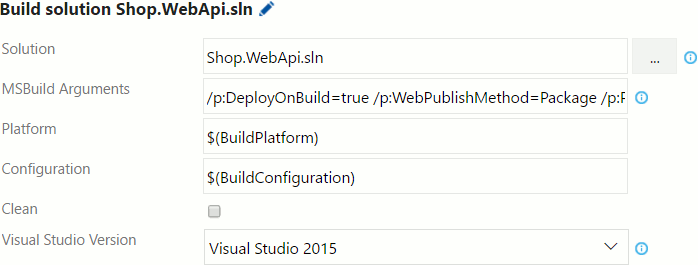 Build solution Shop.WebApi.sln
Solution
Shop.WebApi.sln
...
MSBuild Arguments
/p:DeployOnBuild=true /p:WebPublishMethod=Package /p:
Platform
$(BuildPlatform)
Configuration
$(BuildConfiguration)
Clean
Visual Studio Version
Visual Studio 2015